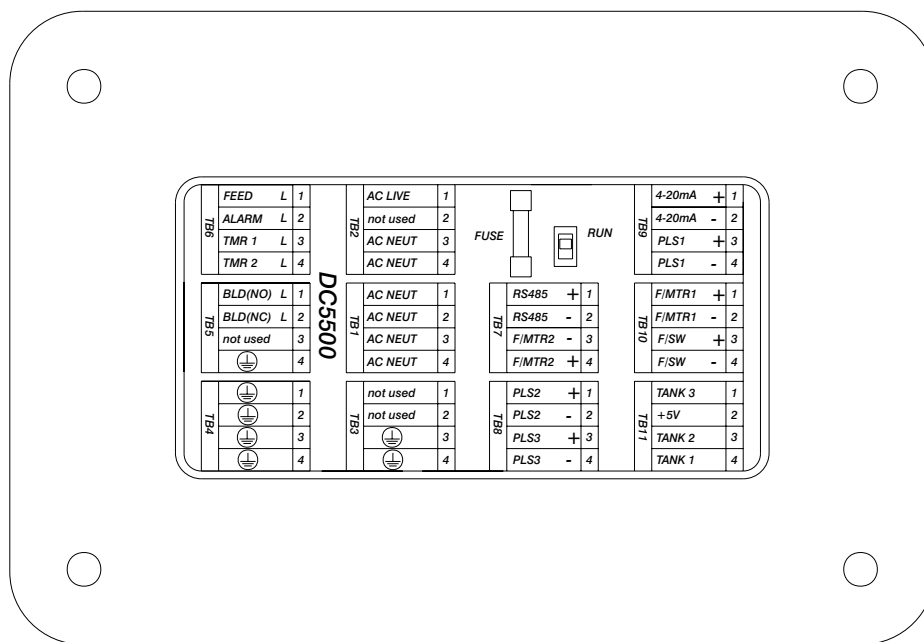 TB6
FEED L 1
ALARM L 2
TMR 1 L 3
TMR 2 L 4
TB2
AC LIVE 1
not used 2
AC NEUT 3
AC NEUT 4
FUSE
RUN
TB9
4-20mA + 1
4-20mA - 2
PLS1 + 3
PLS1 - 4
DC5500
TB5
BLD(NO) L 1
BLD(NC) L 2
not used 3
4
TB1
AC NEUT 1
AC NEUT 2
AC NEUT 3
AC NEUT 4
TB7
RS485 + 1
RS485 - 2
F/MTR2 - 3
F/MTR2 + 4
TB10
F/MTR1 + 1
F/MTR1 - 2
F/SW + 3
F/SW - 4
TB4
1
2
3
4
TB3
not used 1
not used 2
3
4
TB8
PLS2 + 1
PLS2 - 2
PLS3 + 3
PLS3 - 4
TB11
TANK 3 1
+5V 2
TANK 2 3
TANK 1 4